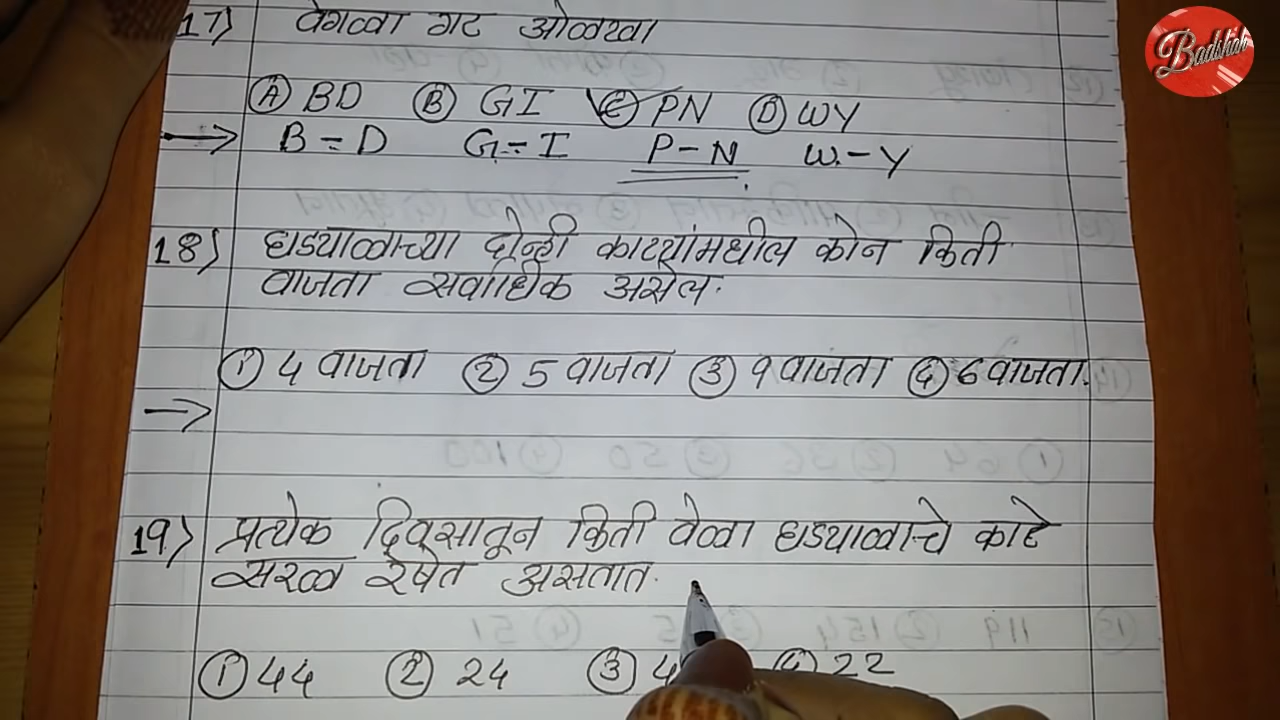 Badshah
17) वेगळा गट ओळखा
Ⓐ BD Ⓑ GI Ⓒ PN Ⓓ WY
→ B=D G=I P-N W-Y
18) घड्याळाच्या दोन्ही काट्यांमधील कोन किती
वाजता सर्वाधिक असेल.
① 4 वाजता ② 5 वाजता ③ 9 वाजता ④ 6 वाजता.
→
19) प्रत्येक दिवसातून किती वेळा घड्याळाचे काटे
सरळ रेषेत असतात.
① 44 ② 24 ③ 4 ④ 22